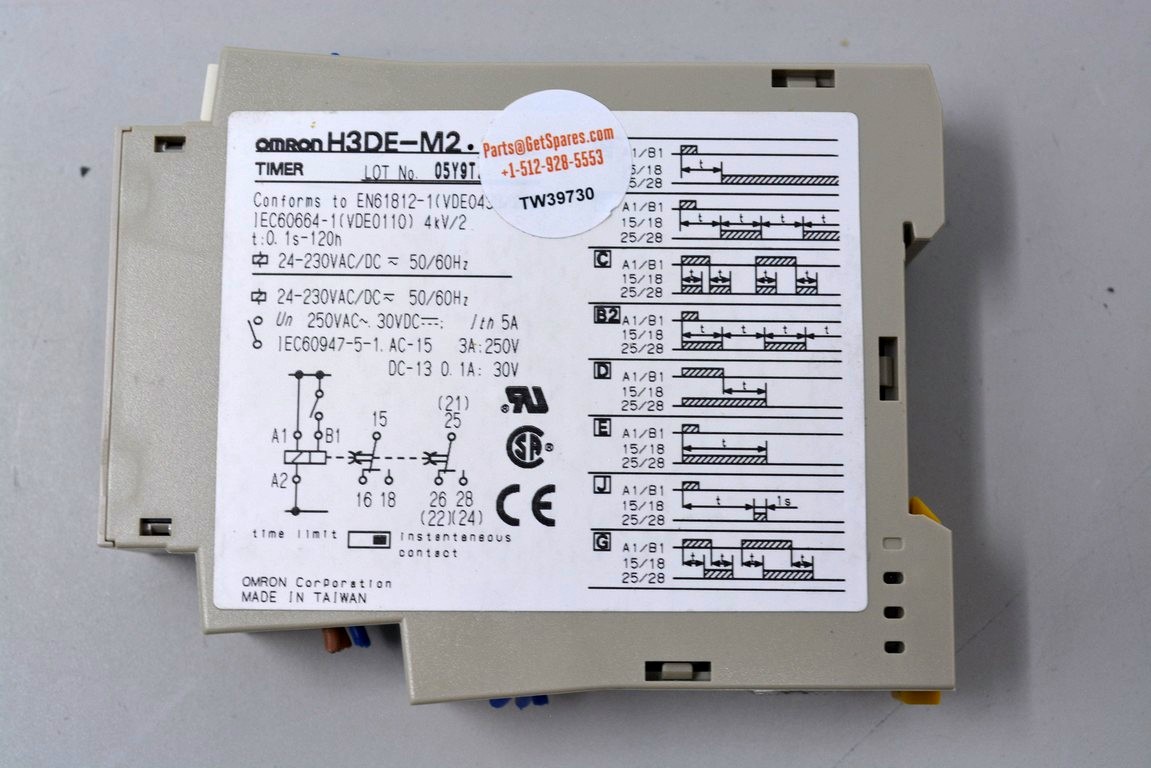 omron H3DE-M2
TIMER LOT No. 05Y9T
Parts@GetSpares.com
+1-512-928-5553
TW39730
Conforms to EN61812-1(VDE04
IEC60664-1(VDE0110) 4kV/2
t:0.1s-120h
24-230VAC/DC 50/60Hz
24-230VAC/DC 50/60Hz
Un 250VAC~. 30VDC Ith 5A
IEC60947-5-1. AC-15 3A:250V
DC-13 0.1A: 30V
(21)
15 25
A1 B1
A2
16 18 26 28
(22)(24)
time limit instantaneous
contact
OMRON Corporation
MADE IN TAIWAN
1/B1
5/18 t
5/28
A1/B1
15/18 t t t t
25/28
C A1/B1
15/18 t t t t
25/28
B2 A1/B1
15/18 t t t t
25/28
D A1/B1
15/18 t
25/28
E A1/B1
15/18 t
25/28
J A1/B1
15/18 t 1s
25/28
G A1/B1
15/18 t t t t
25/28